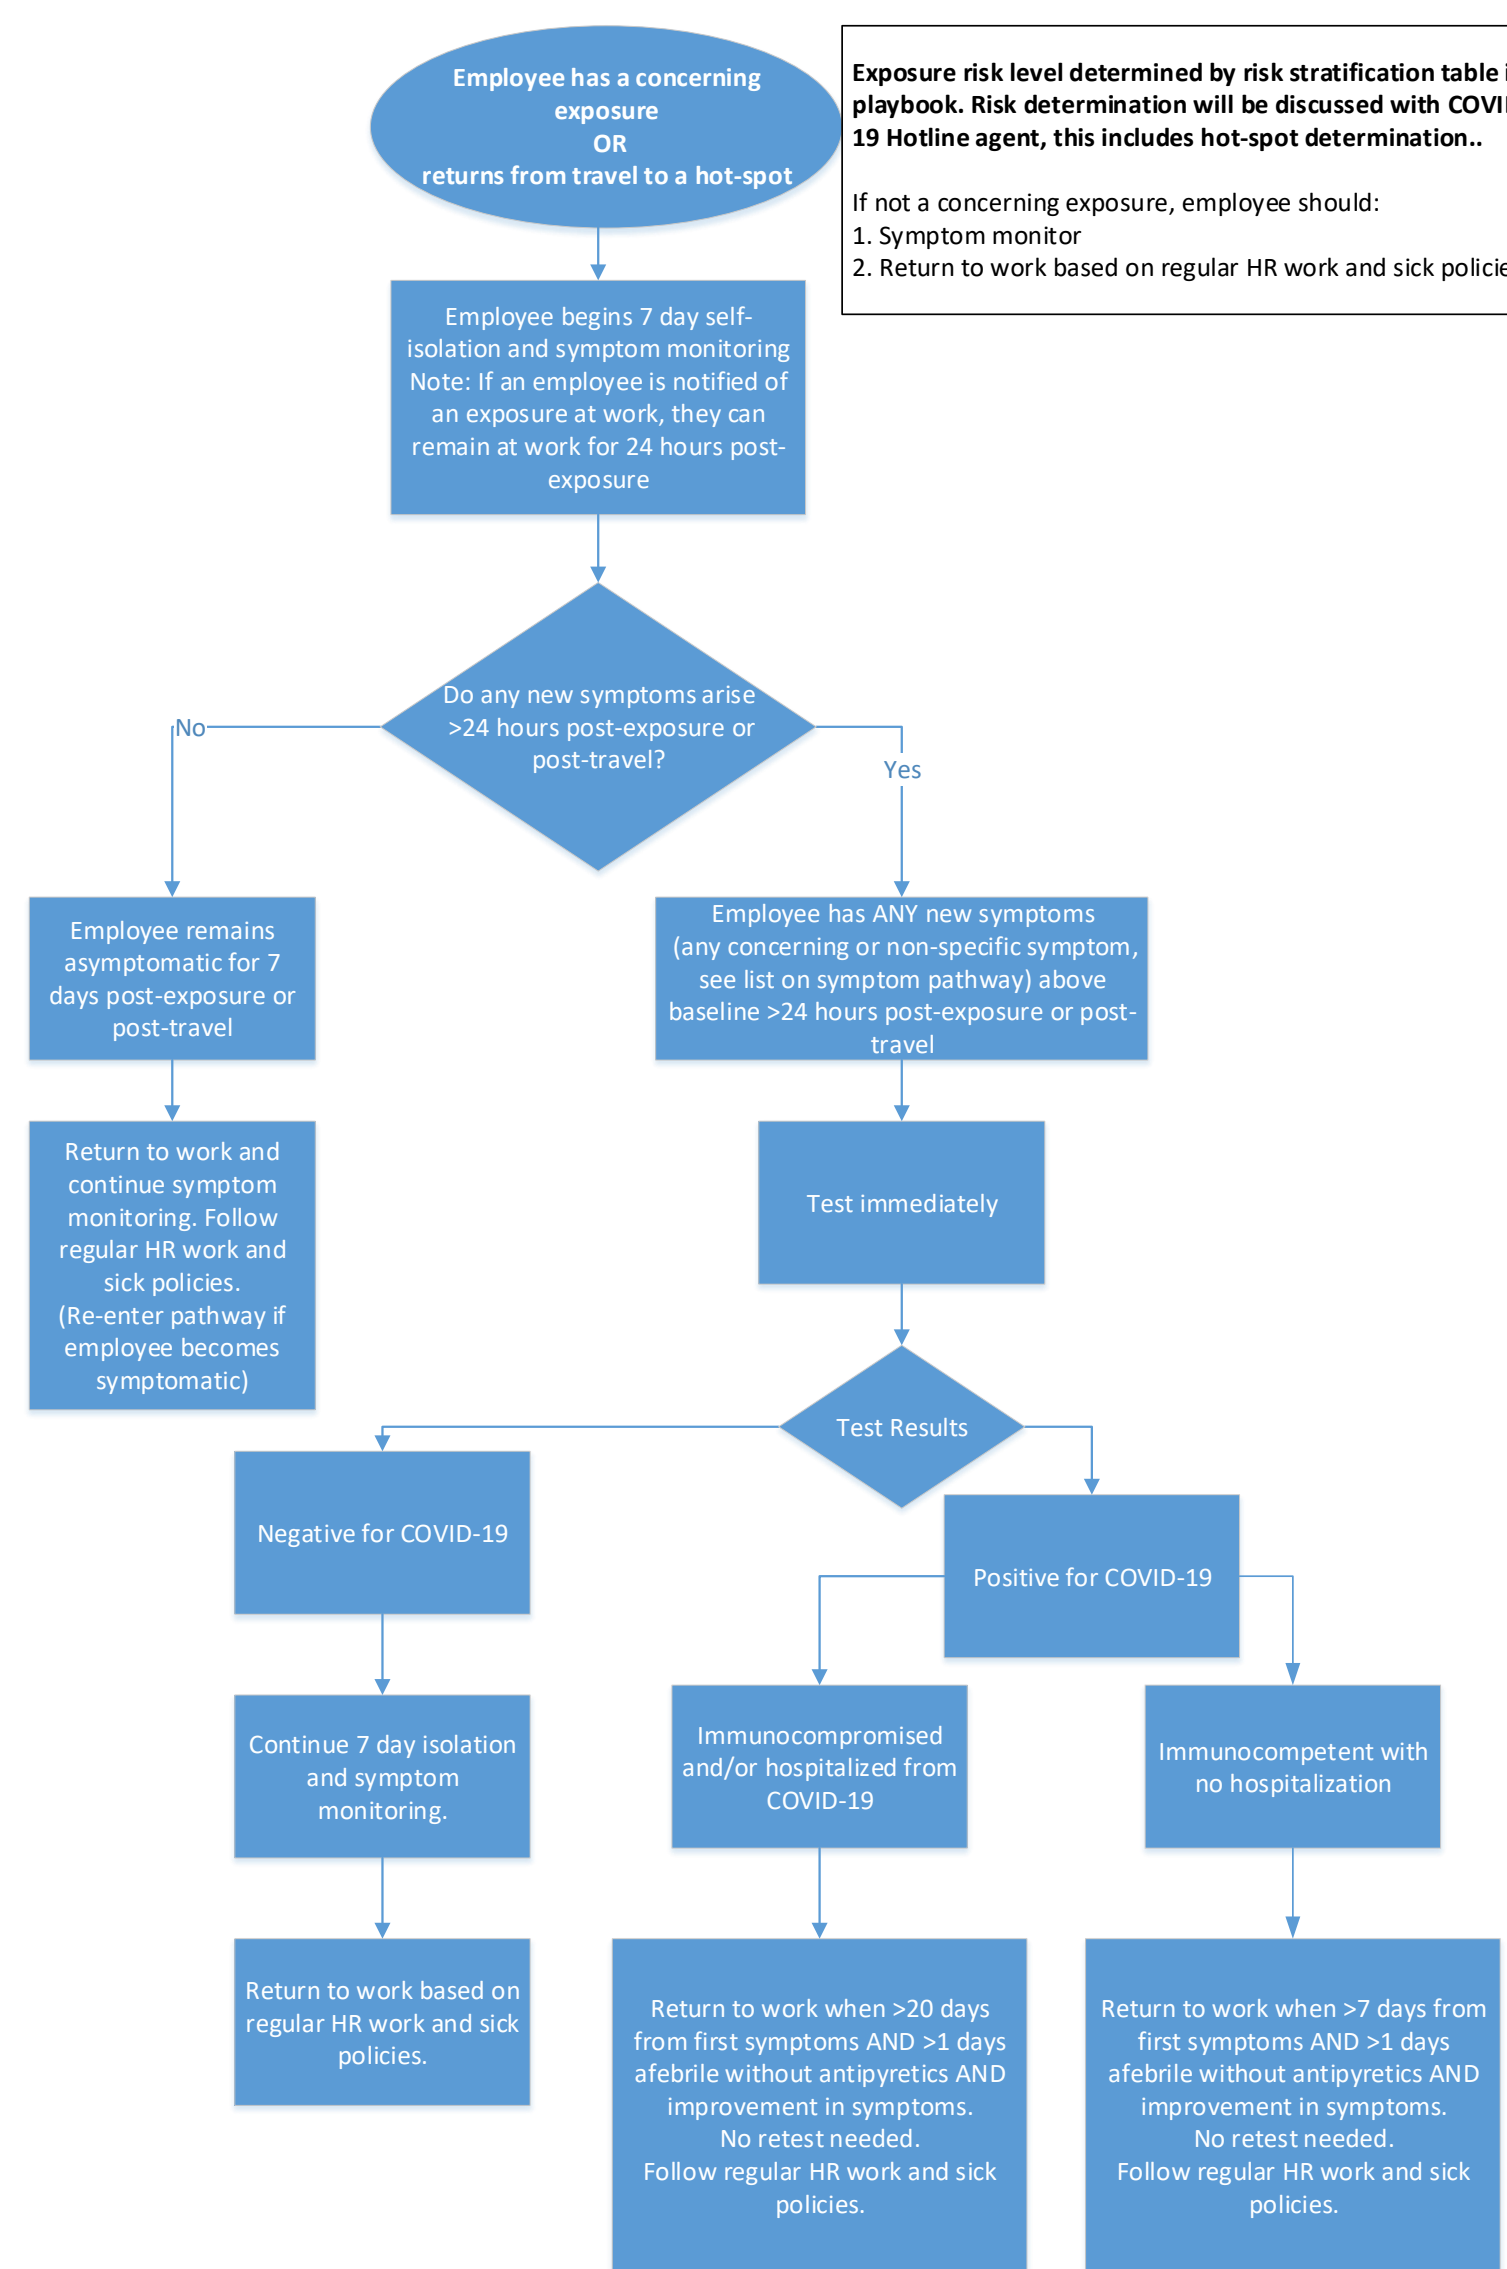 Employee has a concerning
exposure
OR
returns from travel to a hot-spot
Exposure risk level determined by risk stratification table
playbook. Risk determination will be discussed with
19 Hotline agent, this includes hot-spot determination..
If not a concerning exposure, employee should:
1. Symptom monitor
2. Return to work based on regular HR work and sick
Employee begins 7 day self-
isolation and symptom monitoring
Note: If an employee is notified of
an exposure at work, they can
remain at work for 24 hours post-
exposure
Do any new symptoms arise
>24 hours post-exposure or
post-travel?
No
Yes
Employee remains
asymptomatic for 7
days post-exposure or
post-travel
Employee has ANY new symptoms
(any concerning or non-specific symptom,
see list on symptom pathway) above
baseline >24 hours post-exposure or post-
travel
Return to work and
continue symptom
monitoring. Follow
regular HR work and
sick policies.
(Re-enter pathway if
employee becomes
symptomatic)
Test immediately
Test Results
Negative for COVID-19
Positive for COVID-19
Continue 7 day isolation
and symptom
monitoring.
Immunocompromised
and/or hospitalized from
COVID-19
Immunocompetent with
no hospitalization
Return to work based on
regular HR work and sick
policies.
Return to work when >20 days
from first symptoms AND >1 days
afebrile without antipyretics AND
improvement in symptoms.
No retest needed.
Follow regular HR work and sick
policies.
Return to work when >7 days from
first symptoms AND >1 days
afebrile without antipyretics AND
improvement in symptoms.
No retest needed.
Follow regular HR work and sick
policies.